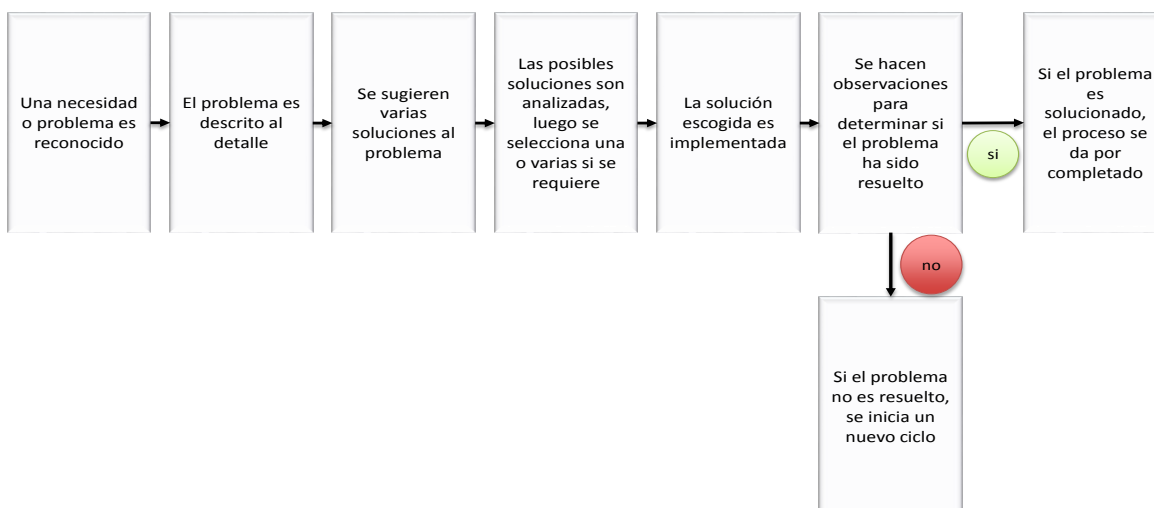 Una necesidad
o problema es
reconocido
El problema es
descrito al
detalle
Se sugieren
varias
soluciones al
problema
Las posibles
soluciones son
analizadas,
luego se
selecciona una
o varias si se
requiere
La solución
escogida es
implementada
Se hacen
observaciones
para
determinar si
el problema
ha sido
resuelto
si
Si el problema
es
solucionado,
el proceso se
da por
completado
no
Si el problema
no es resuelto,
se inicia un
nuevo ciclo